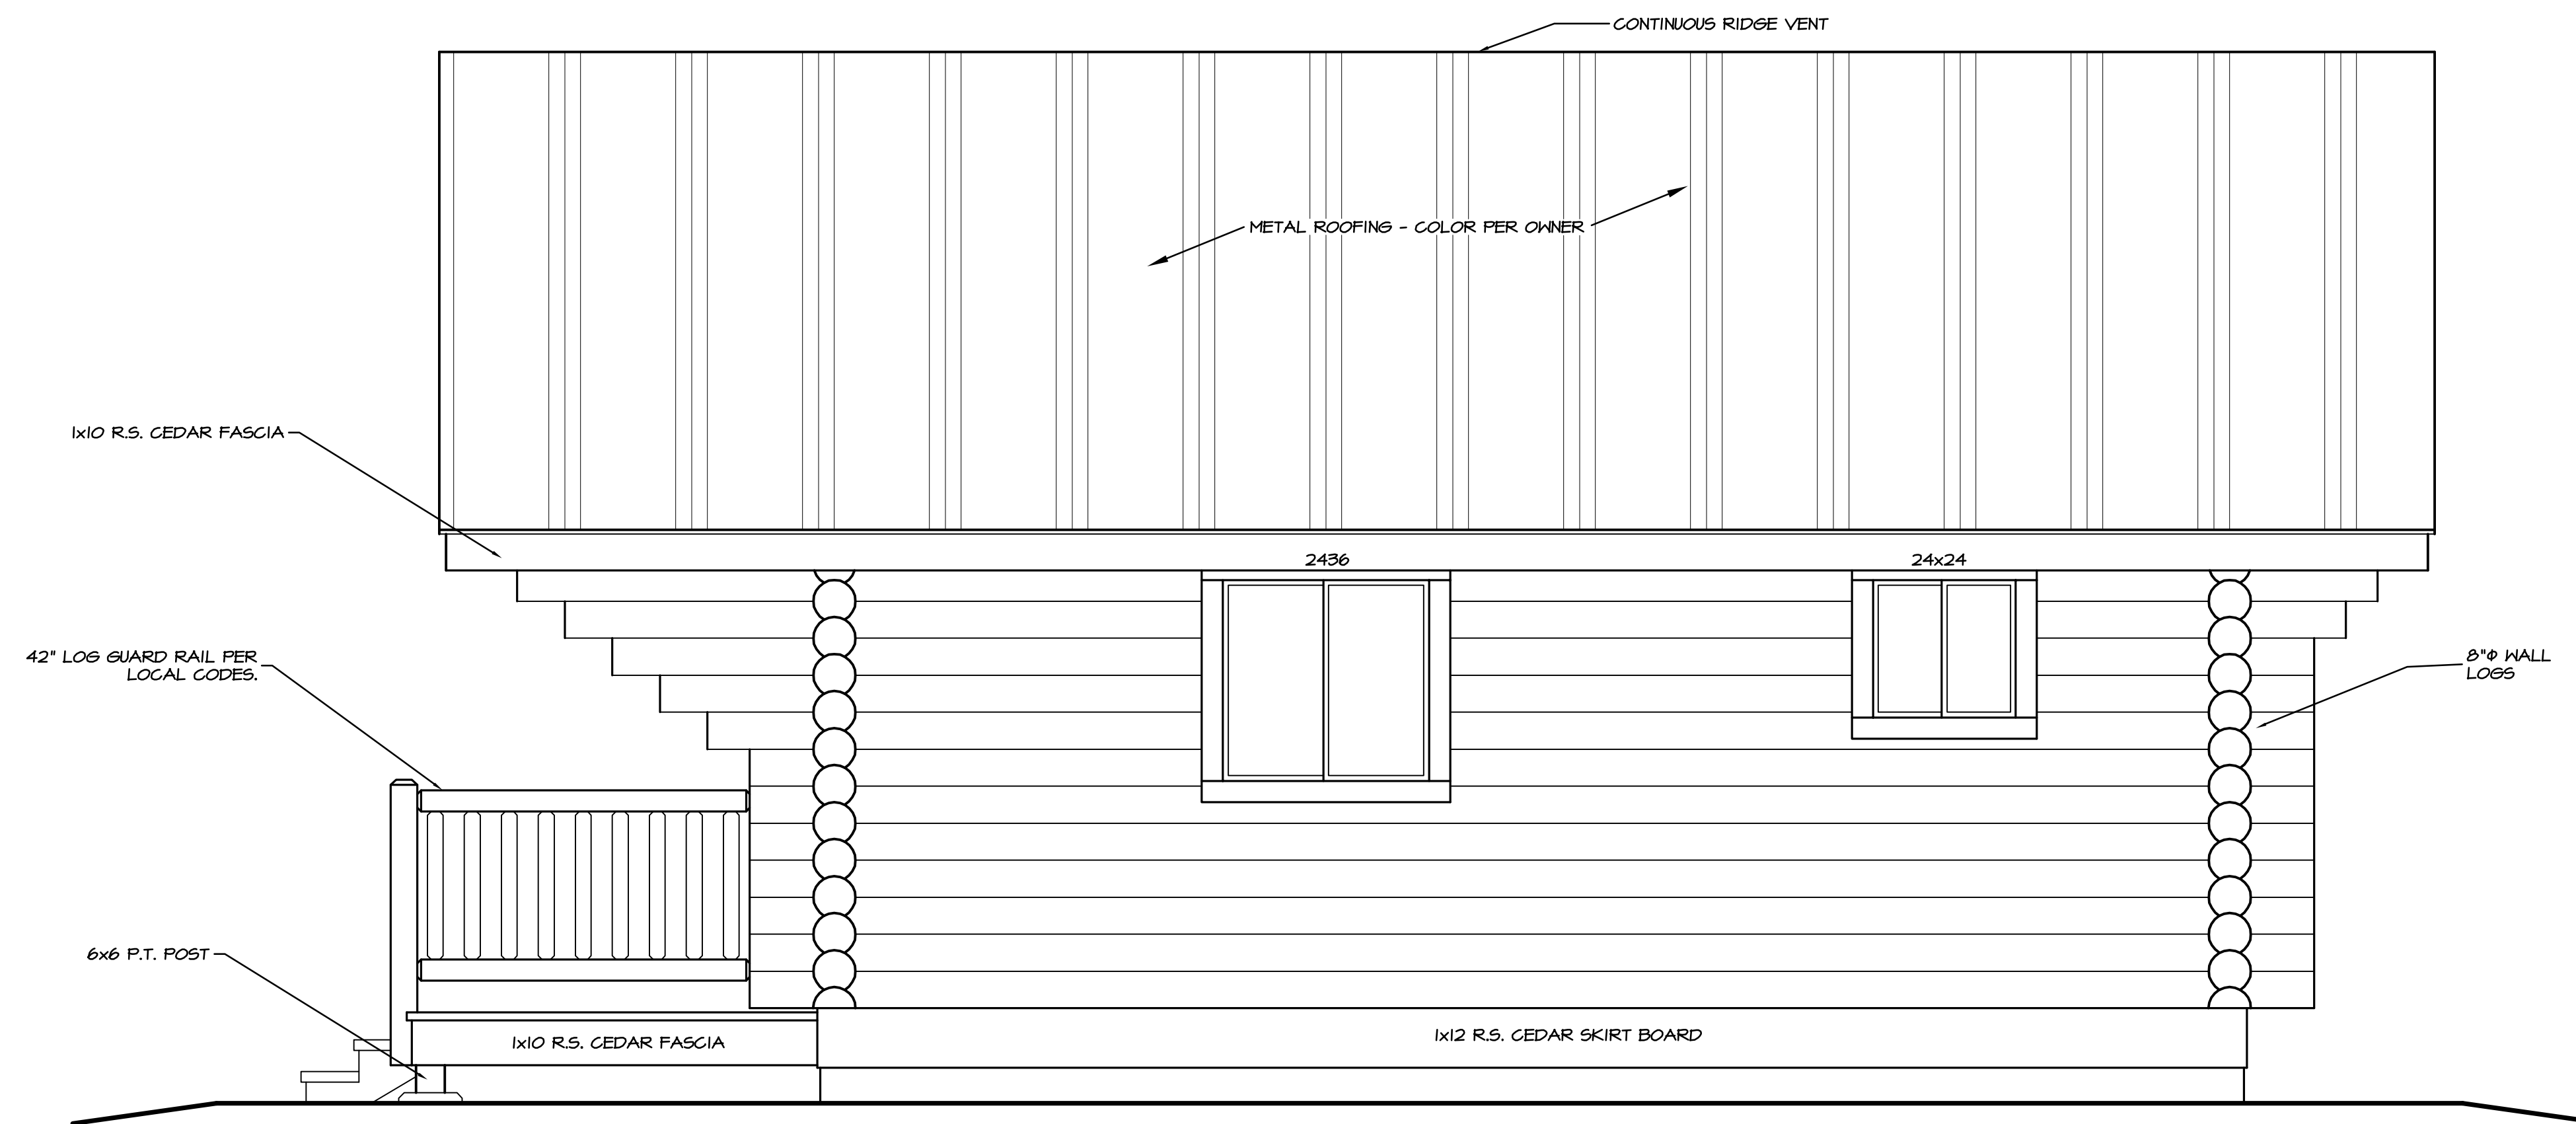 CONTINUOUS RIDGE VENT
METAL ROOFING - COLOR PER OWNER
1x10 R.S. CEDAR FASCIA
2436
24x24
42" LOG GUARD RAIL PER
LOCAL CODES.
8"Φ WALL
LOGS
6x6 P.T. POST
1x10 R.S. CEDAR FASCIA
1x12 R.S. CEDAR SKIRT BOARD